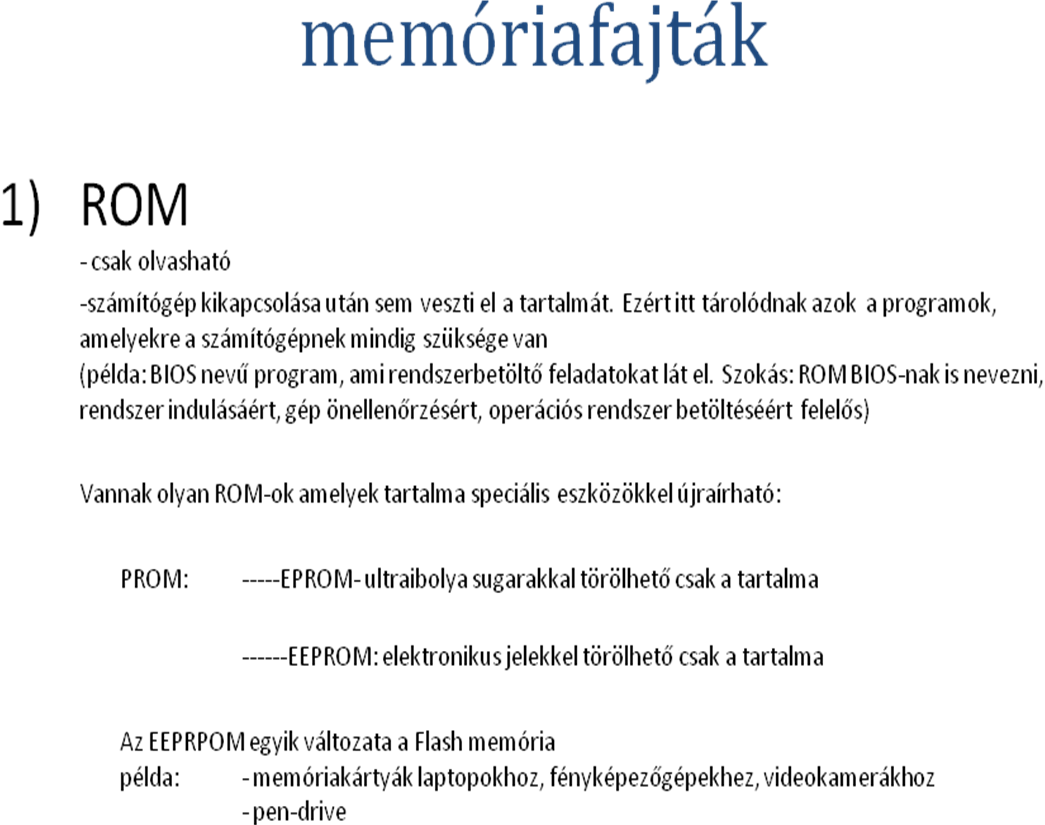 memóriafajták
1) ROM
- csak olvasható
-számítógép kikapcsolása után sem veszti el a tartalmát. Ezért itt tárolódnak azok a programok,
amelyekre a számítógépnek mindig szüksége van
(példa: BIOS nevű program, ami rendszerbetöltő feladatokat lát el. Szokás: ROM BIOS-nak is nevezni,
rendszer indulásáért, gép önellenőrzésért, operációs rendszer betöltéséért felelős)
Vannak olyan ROM-ok amelyek tartalma speciális eszközökkel újraírható:
PROM: -----EPROM- ultraibolya sugarakkal törölhető csak a tartalma
------EEPROM: elektronikus jelekkel törölhető csak a tartalma
Az EEPRPOM egyik változata a Flash memória
példa: - memóriakártyák laptopokhoz, fényképezőgépekhez, videokamerákhoz
- pen-drive